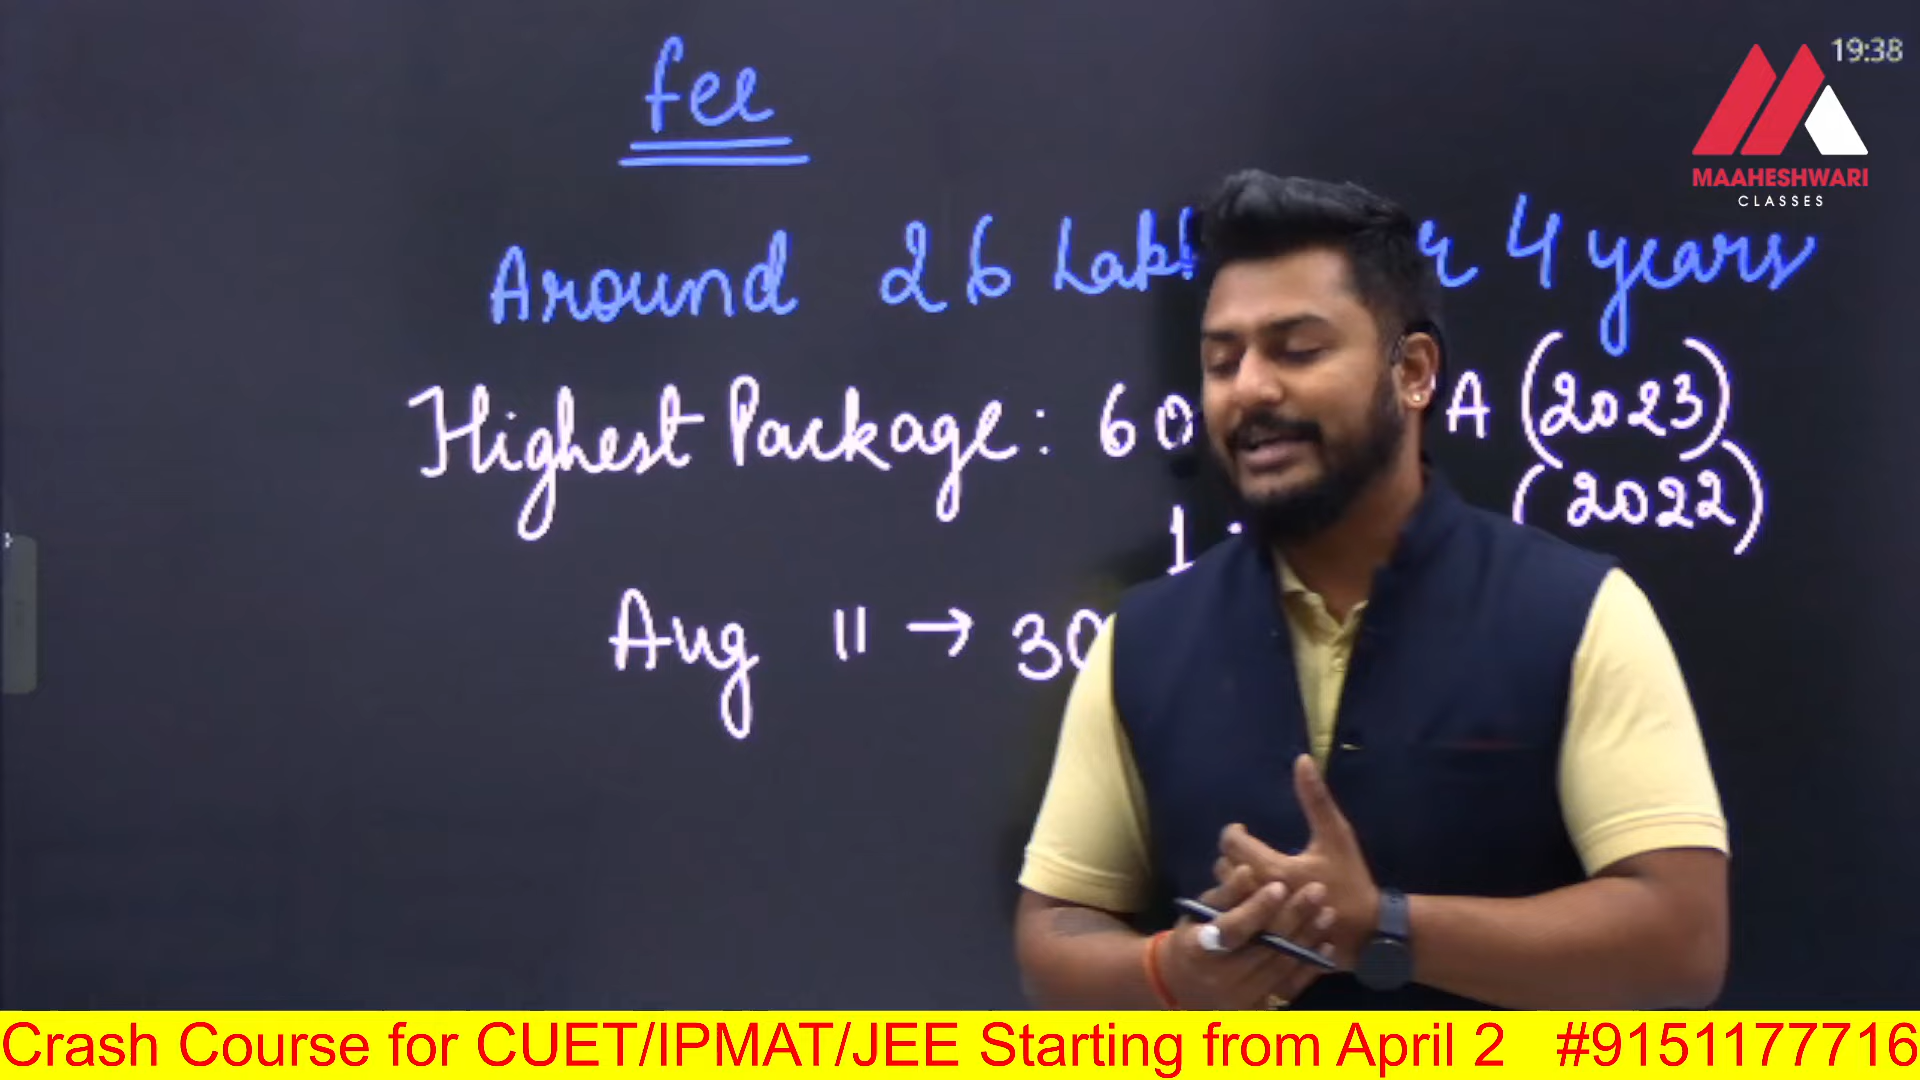 fee
19:38
MAAHESHWARI
CLASSES
Around 26 4 years
Highest Package: 60 A (2023)
(2022)
Aug 11 → 30
Crash Course for CUET/IPMAT/JEE Starting from April 2 #9151177716